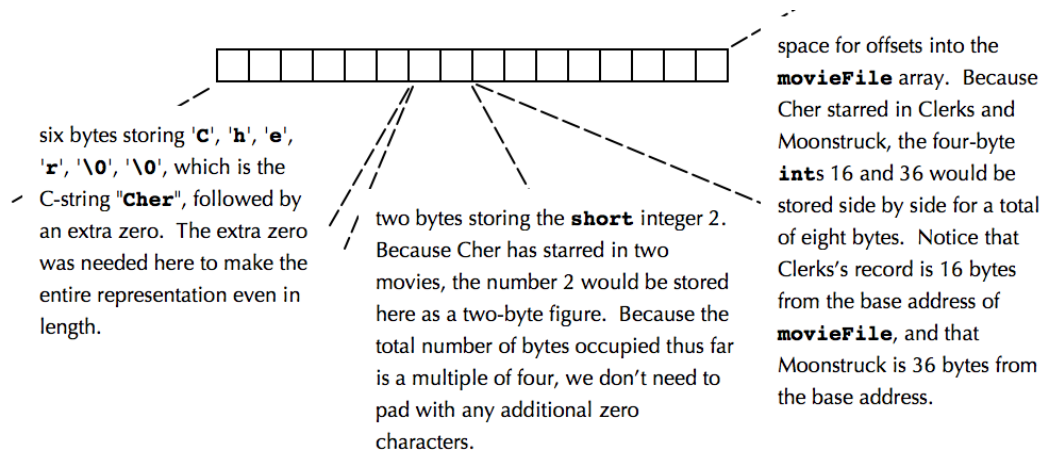 six bytes storing 'C', 'h', 'e',
'r', '\0', '\0', which is the
C-string "Cher", followed by
an extra zero.  The extra zero
was needed here to make the
entire representation even in
length.
two bytes storing the short integer 2.
Because Cher has starred in two
movies, the number 2 would be stored
here as a two-byte figure.  Because the
total number of bytes occupied thus far
is a multiple of four, we don’t need to
pad with any additional zero
characters.
space for offsets into the
movieFile array.  Because
Cher starred in Clerks and
Moonstruck, the four-byte
ints 16 and 36 would be
stored side by side for a total
of eight bytes.  Notice that
Clerks’s record is 16 bytes
from the base address of
movieFile, and that
Moonstruck is 36 bytes from
the base address.